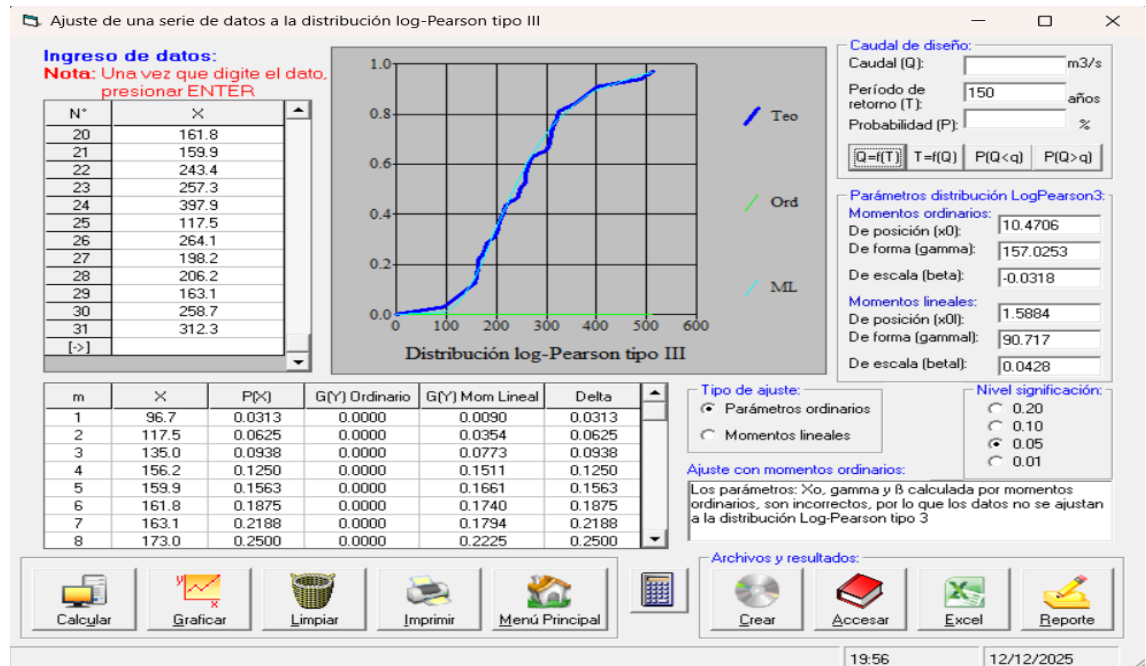 Ajuste de una serie de datos a la distribución log-Pearson tipo III
Ingreso de datos:
Nota: Una vez que digite el dato,
presionar ENTER
N° X
20 161.8
21 159.9
22 243.4
23 257.3
24 397.9
25 117.5
26 264.1
27 198.2
28 206.2
29 163.1
30 258.7
31 312.3
[->]
1.0
0.8
0.6
0.4
0.2
0.0
0 100 200 300 400 500 600
Distribución log-Pearson tipo III
Teo
Ord
ML
Caudal de diseño:
Caudal (Q): m3/s
Período de
retorno (T): 150 años
Probabilidad (P): %
Q=f(T) T=f(Q) P(Q<q) P(Q>q)
Parámetros distribución LogPearson3:
Momentos ordinarios:
De posición (x0): 10.4706
De forma (gamma): 157.0253
De escala (beta): -0.0318
Momentos lineales:
De posición (x0l): 1.5884
De forma (gammal): 90.717
De escala (betal): 0.0428
m X P(X) G(Y) Ordinario G(Y) Mom Lineal Delta
1 96.7 0.0313 0.0000 0.0090 0.0313
2 117.5 0.0625 0.0000 0.0354 0.0625
3 135.0 0.0938 0.0000 0.0773 0.0938
4 156.2 0.1250 0.0000 0.1511 0.1250
5 159.9 0.1563 0.0000 0.1661 0.1563
6 161.8 0.1875 0.0000 0.1740 0.1875
7 163.1 0.2188 0.0000 0.1794 0.2188
8 173.0 0.2500 0.0000 0.2225 0.2500
Tipo de ajuste:
Parámetros ordinarios
Momentos lineales
Nivel significación:
0.20
0.10
0.05
0.01
Ajuste con momentos ordinarios:
Los parámetros: Xo, gamma y ß calculada por momentos
ordinarios, son incorrectos, por lo que los datos no se ajustan
a la distribución Log-Pearson tipo 3
Calcular Graficar Limpiar Imprimir Menú Principal
Archivos y resultados:
Crear Accesar Excel Reporte
19:56 12/12/2025